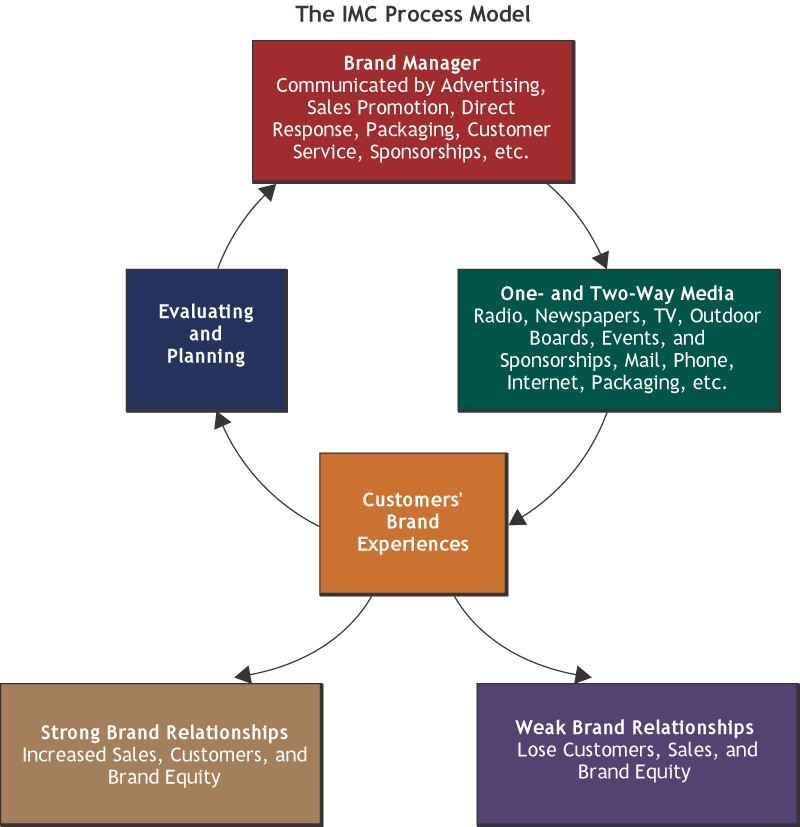 The IMC Process Model
Brand Manager
Communicated by Advertising,
Sales Promotion, Direct
Response, Packaging, Customer
Service, Sponsorships, etc.
Evaluating
and
Planning
One- and Two-Way Media
Radio, Newspapers, TV, Outdoor
Boards, Events, and
Sponsorships, Mail, Phone,
Internet, Packaging, etc.
Customers'
Brand
Experiences
Strong Brand Relationships
Increased Sales, Customers, and
Brand Equity
Weak Brand Relationships
Lose Customers, Sales, and
Brand Equity